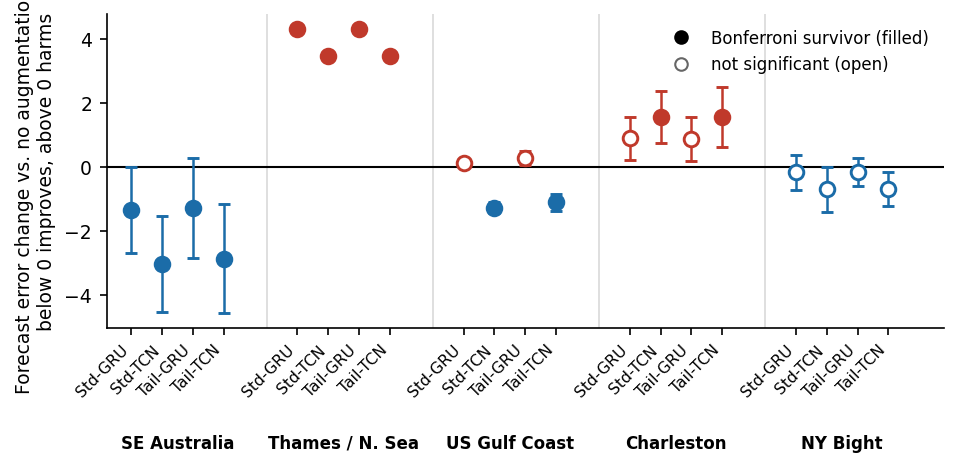 Forecast error change vs. no augmentatio
below 0 improves, above 0 harms
4
2
0
−2
−4
Bonferroni survivor (filled)
not significant (open)
Std-GRU
Std-TCN
Tail-GRU
Tail-TCN
Std-GRU
Std-TCN
Tail-GRU
Tail-TCN
Std-GRU
Std-TCN
Tail-GRU
Tail-TCN
Std-GRU
Std-TCN
Tail-GRU
Tail-TCN
Std-GRU
Std-TCN
Tail-GRU
Tail-TCN
SE Australia
Thames / N. Sea
US Gulf Coast
Charleston
NY Bight